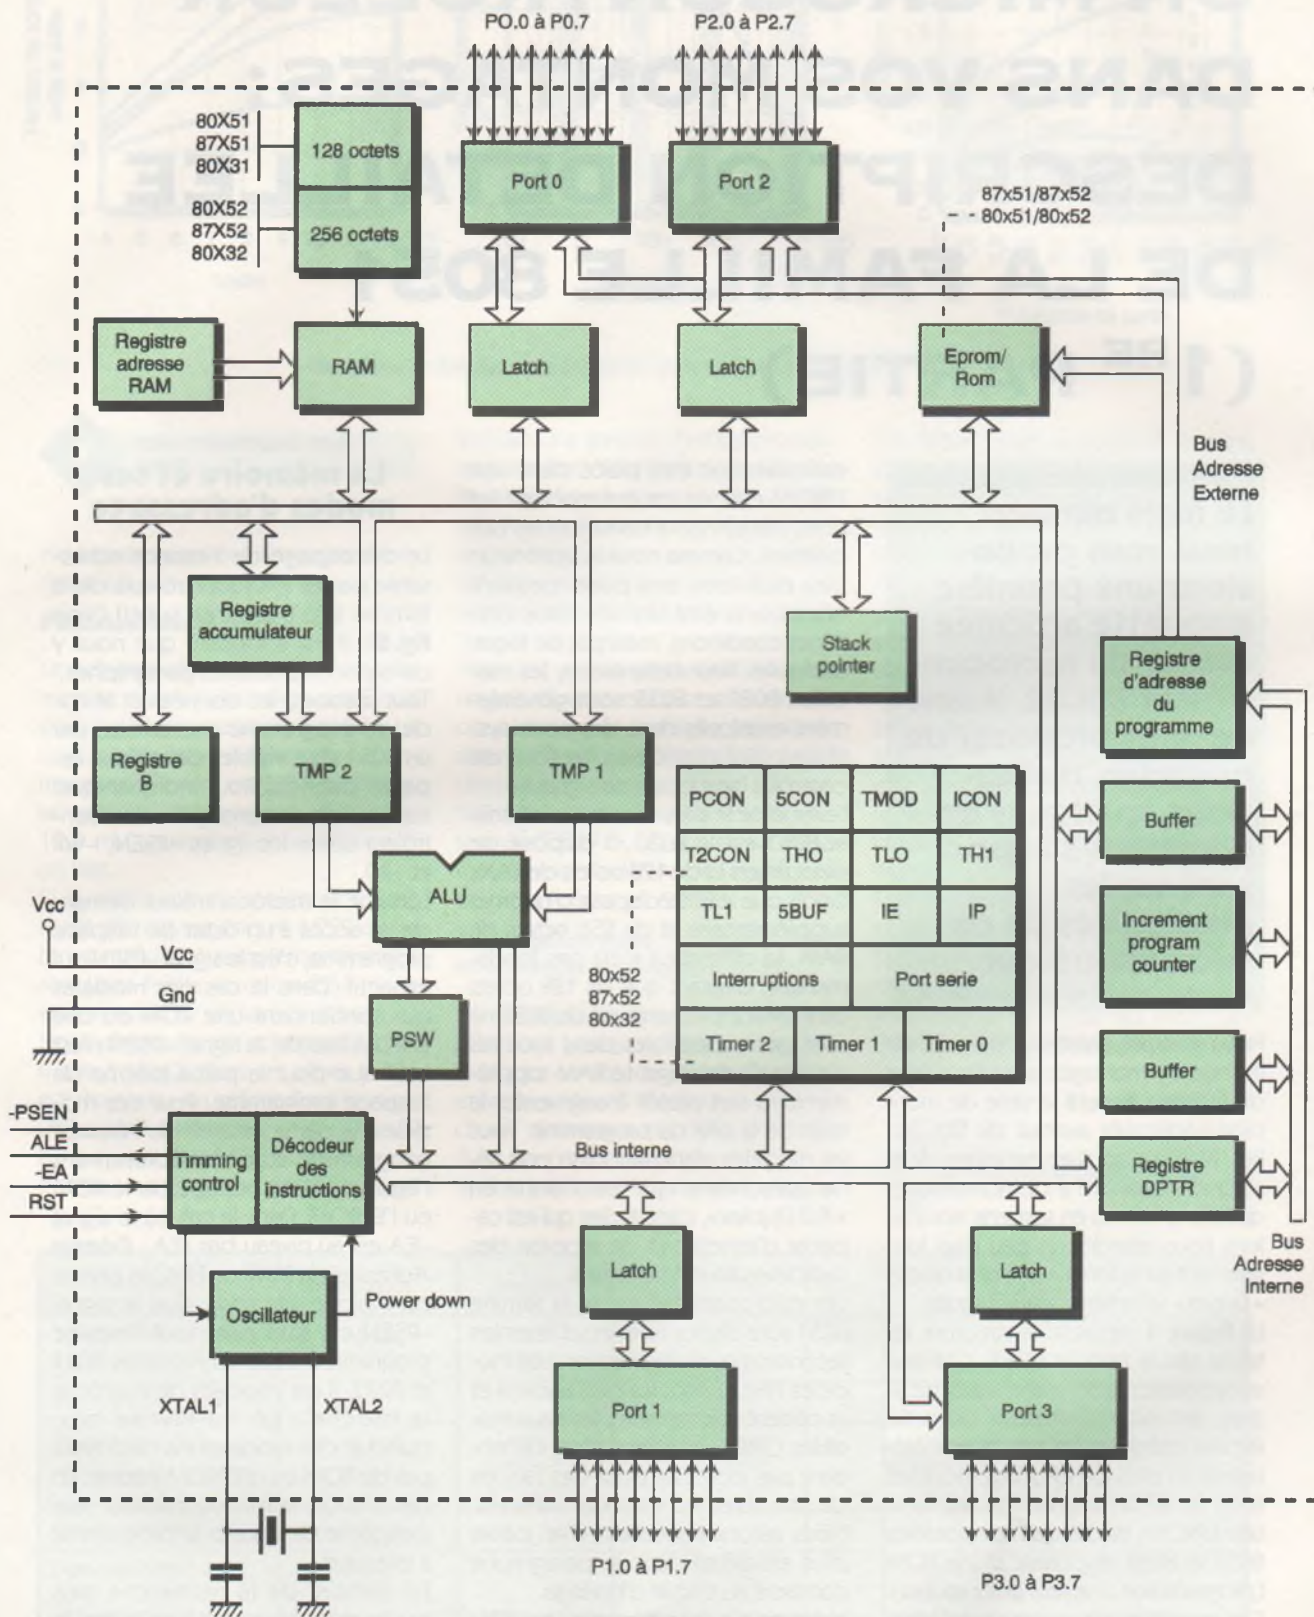 PO.0 à P0.7
P2.0 à P2.7
80X51
87X51
80X31
128 octets
Port 0
Port 2
87x51/87x52
80x51/80x52
80X52
87X52
80X32
256 octets
Registre
adresse
RAM
RAM
Latch
Latch
Eprom/
Rom
Bus
Adresse
Externe
Registre
accumulateur
Stack
pointer
Registre
d'adresse
du
programme
Registre
B
TMP 2
TMP 1
PCON
5CON
TMOD
ICON
Buffer
T2CON
THO
TLO
TH1
ALU
TL1
5BUF
IE
IP
Increment
program
counter
Vcc
Vcc
Gnd
Interruptions
Port serie
80x52
87x52
80x32
PSW
Timer 2
Timer 1
Timer 0
Buffer
-PSEN
ALE
-EA
RST
Timming
control
Décodeur
des
instructions
Bus interne
Registre
DPTR
Bus
Adresse
Interne
Latch
Latch
Oscillateur
Power down
XTAL1
XTAL2
Port 1
Port 3
P1.0 à P1.7
P3.0 à P3.7